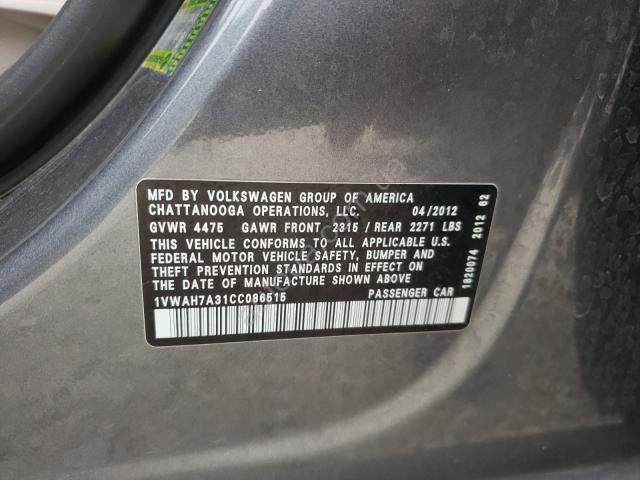 MFD BY VOLKSWAGEN GROUP OF AMERICA
CHATTANOOGA OPERATIONS, LLC. 04/2012
GVWR 4475 GAWR FRONT 2315 / REAR 2271 LBS
THIS VEHICLE CONFORMS TO ALL APPLICABLE U.S.
FEDERAL MOTOR VEHICLE SAFETY, BUMPER AND
THEFT PREVENTION STANDARDS IN EFFECT ON
THE DATE OF MANUFACTURE SHOWN ABOVE.
1VWAH7A31CC086515 PASSENGER CAR
1820074 2012 62